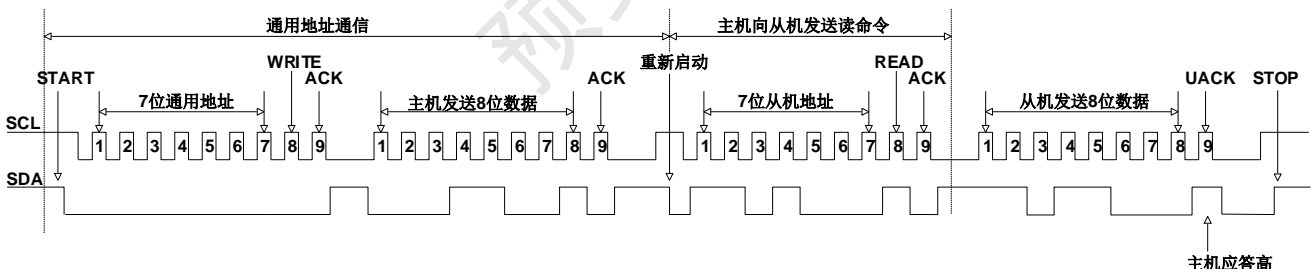 通用地址通信 主机向从机发送读命令
WRITE 重新启动 READ
START ACK ACK ACK UACK STOP
7位通用地址 主机发送8位数据 7位从机地址 从机发送8位数据
SCL 1 2 3 4 5 6 7 8 9 1 2 3 4 5 6 7 8 9 1 2 3 4 5 6 7 8 9 1 2 3 4 5 6 7 8 9
SDA
主机应答高